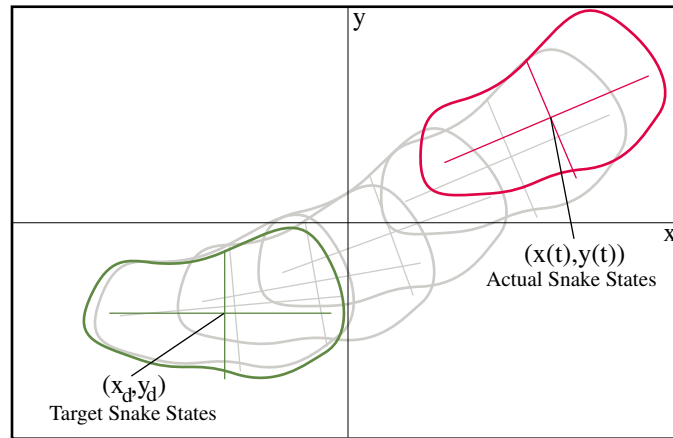 y
x
(x(t),y(t))
Actual Snake States
(x_d,y_d)
Target Snake States